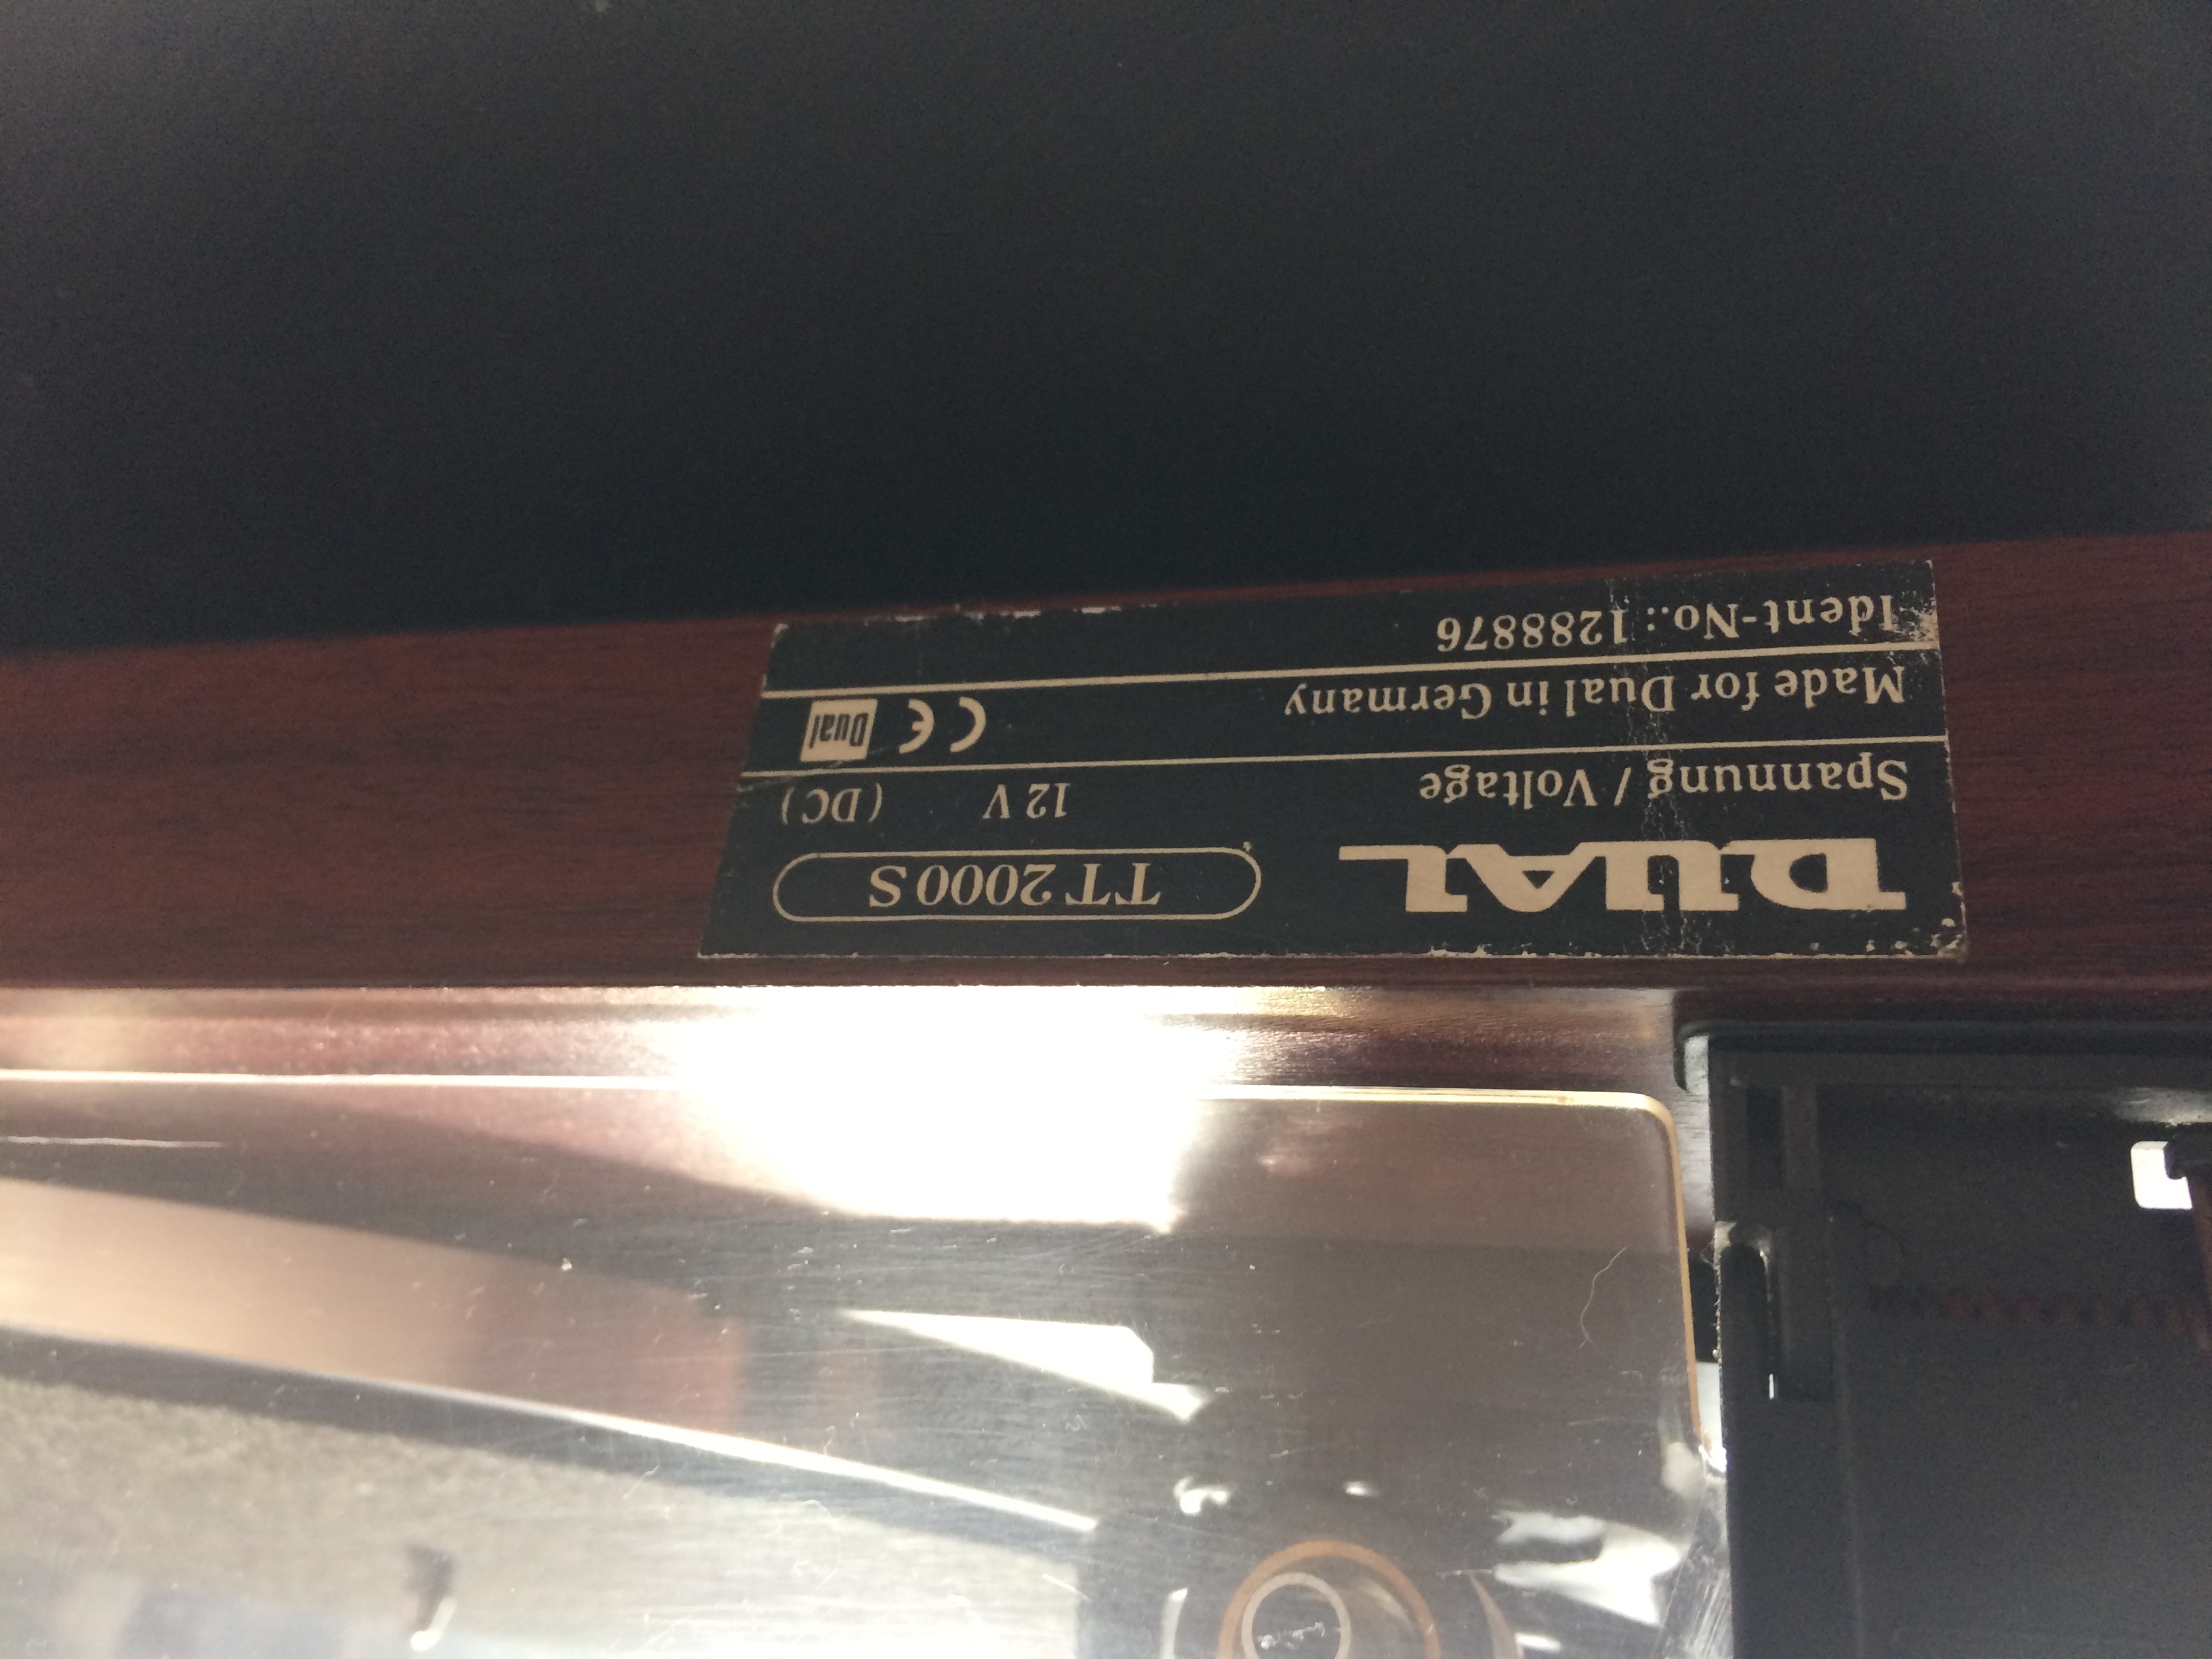 DUAL TT 2000 S
Spannung / Voltage 12 V (DC)
Made for Dual in Germany CE Dual
Ident-No.: 1288876